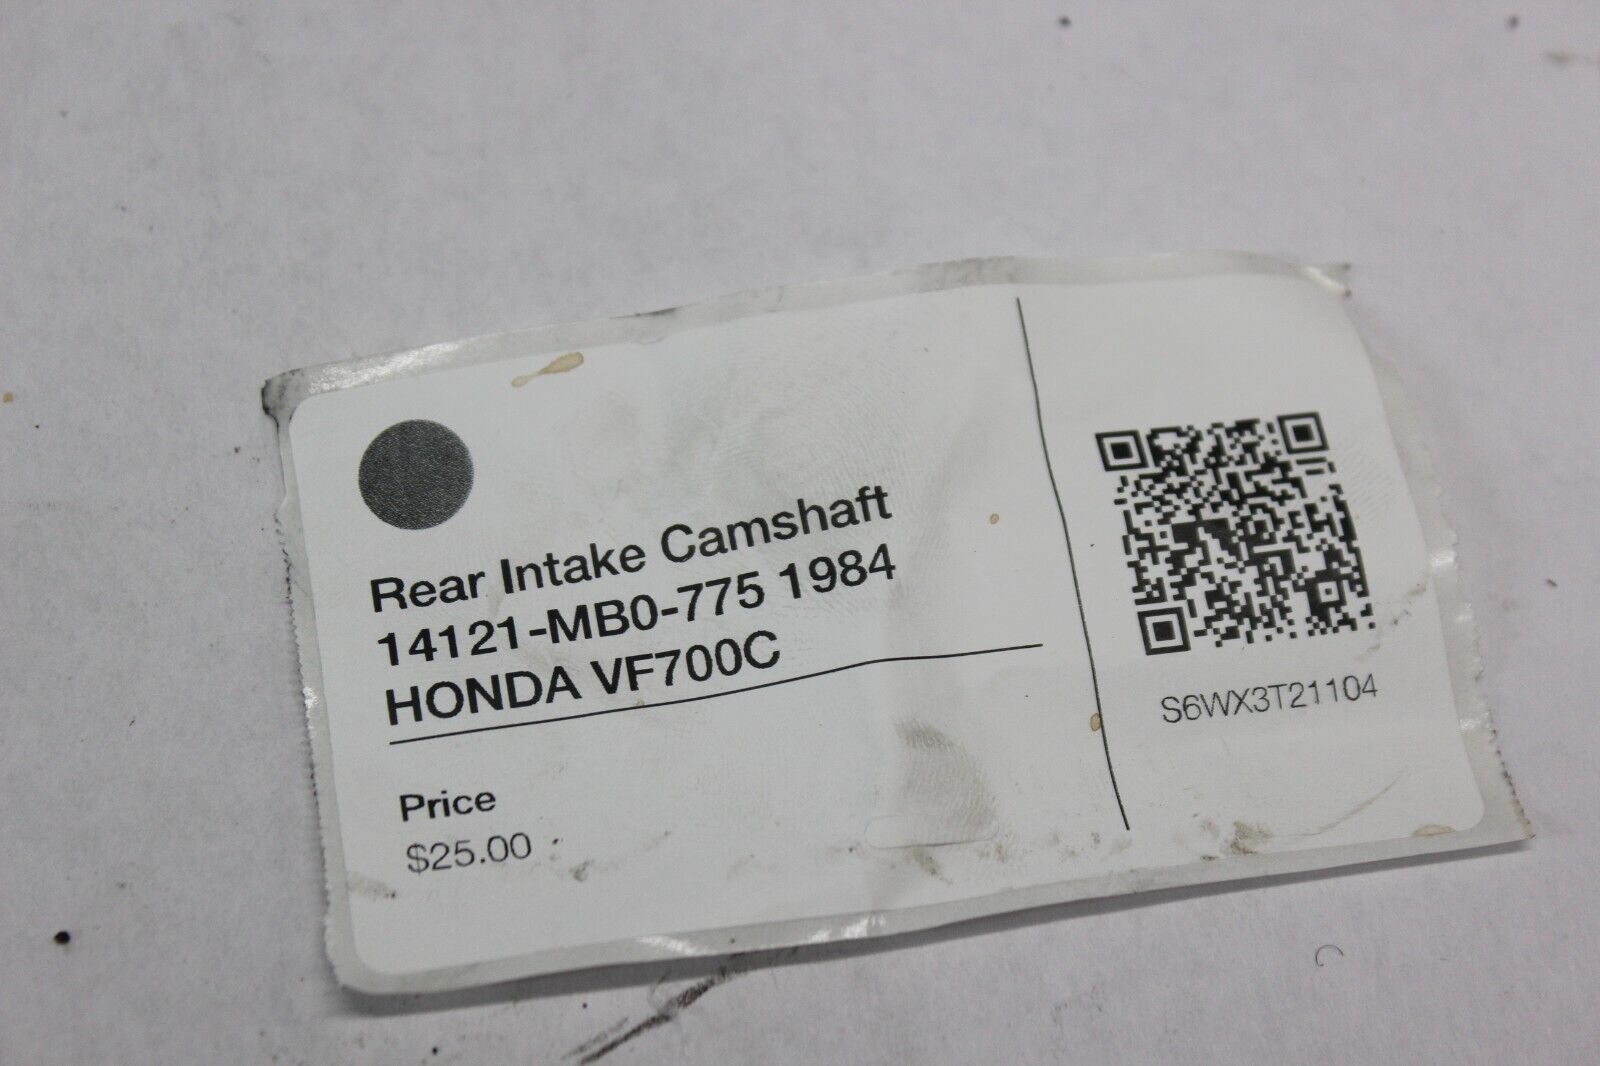 Rear Intake Camshaft
14121-MB0-775 1984
HONDA VF700C
Price
$25.00
S6WX3T21104